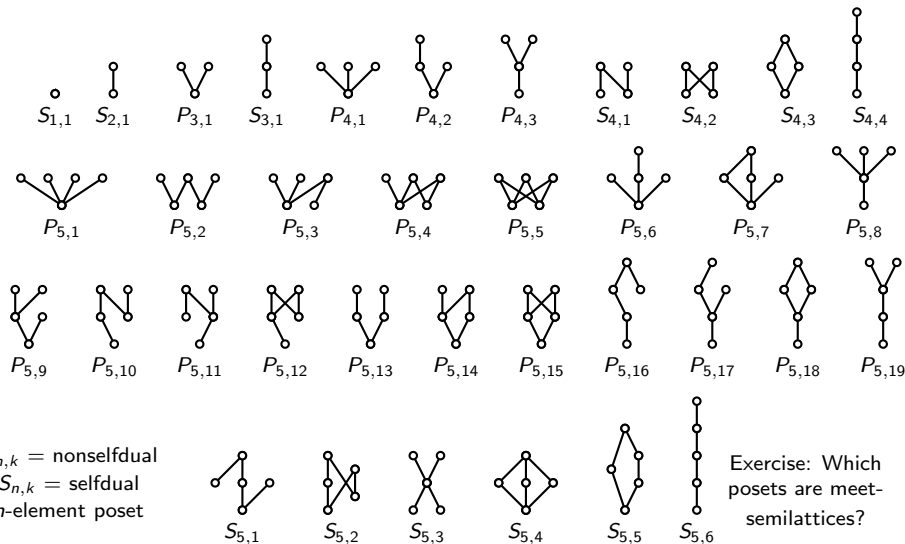 S1,1 S2,1 P3,1 S3,1 P4,1 P4,2 P4,3 S4,1 S4,2 S4,3 S4,4
P5,1 P5,2 P5,3 P5,4 P5,5 P5,6 P5,7 P5,8
P5,9 P5,10 P5,11 P5,12 P5,13 P5,14 P5,15 P5,16 P5,17 P5,18 P5,19
n,k = nonselfdual
Sn,k = selfdual
n-element poset
S5,1 S5,2 S5,3 S5,4 S5,5 S5,6
Exercise: Which
posets are meet-
semilattices?